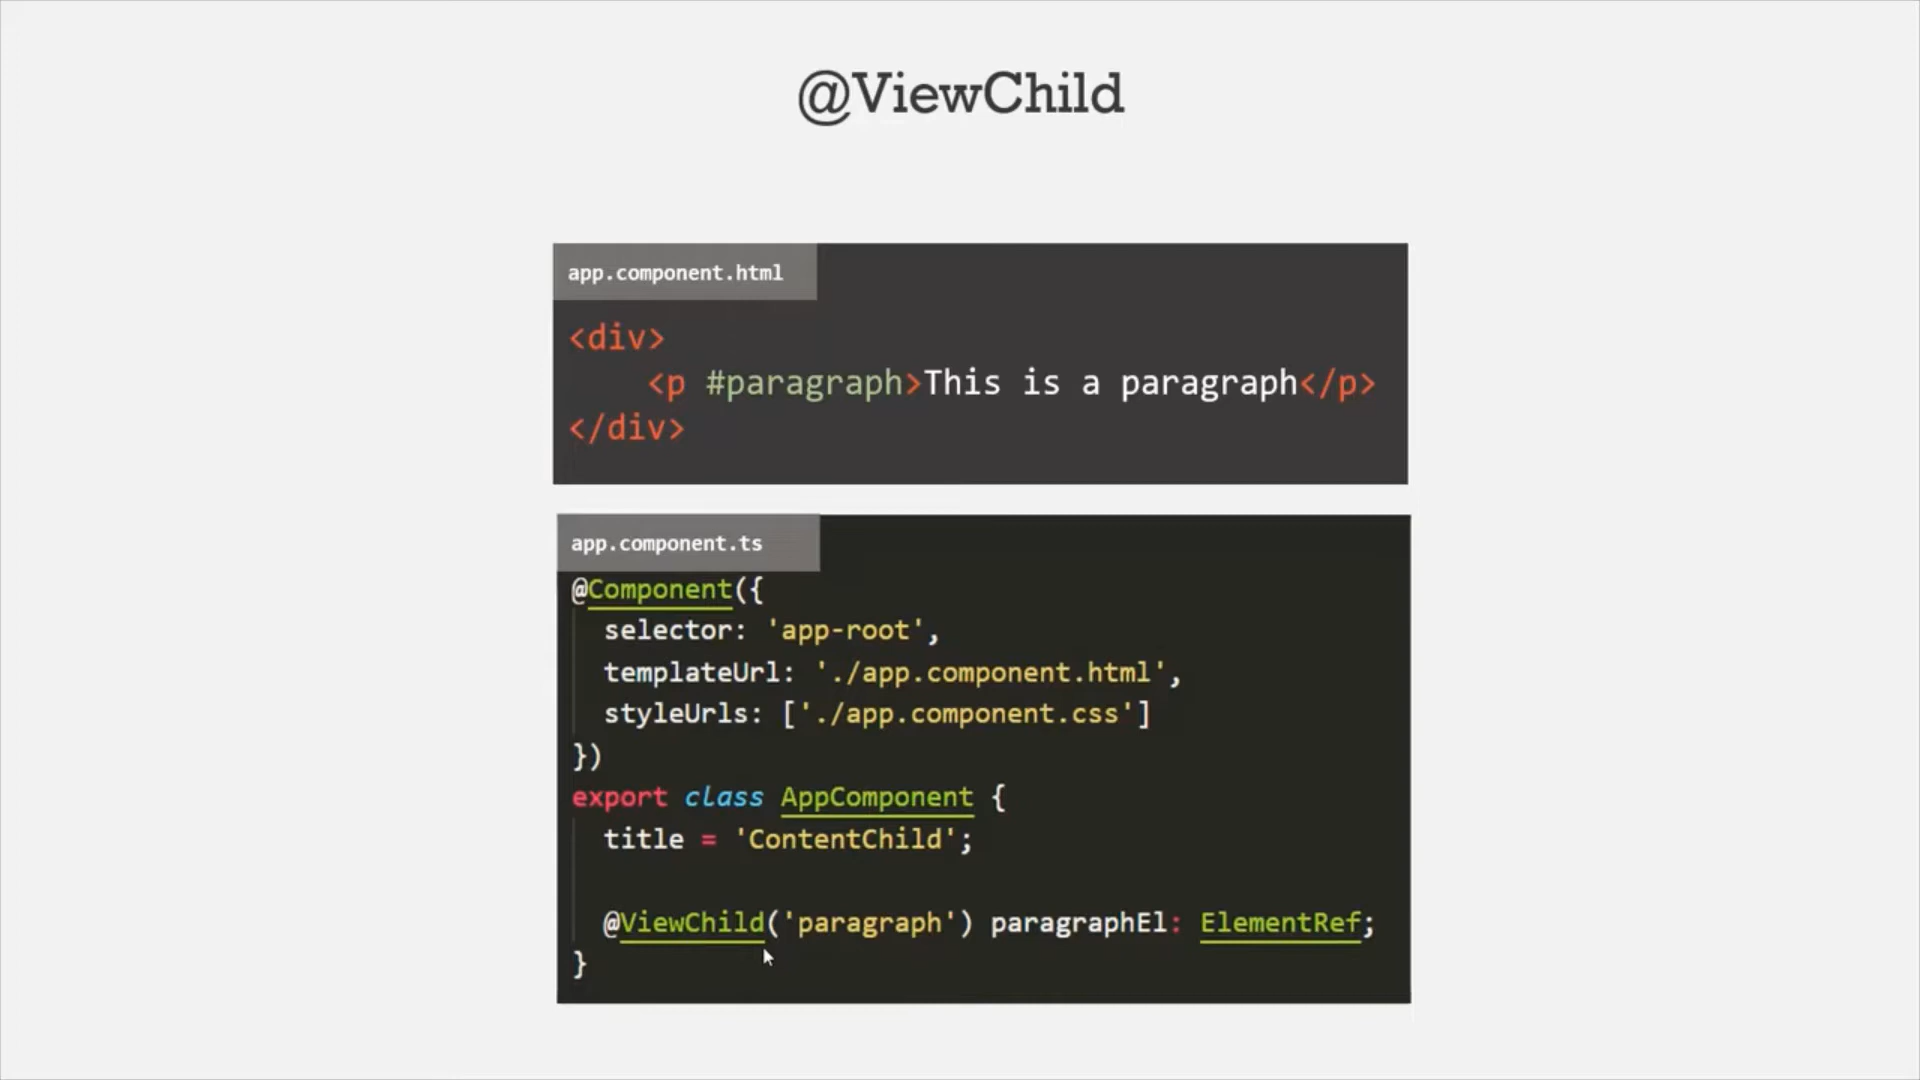 @ViewChild
app.component.html
<div>
    <p #paragraph>This is a paragraph</p>
</div>
app.component.ts
@Component({
  selector: 'app-root',
  templateUrl: './app.component.html',
  styleUrls: ['./app.component.css']
})
export class AppComponent {
  title = 'ContentChild';
  @ViewChild('paragraph') paragraphEl: ElementRef;
}